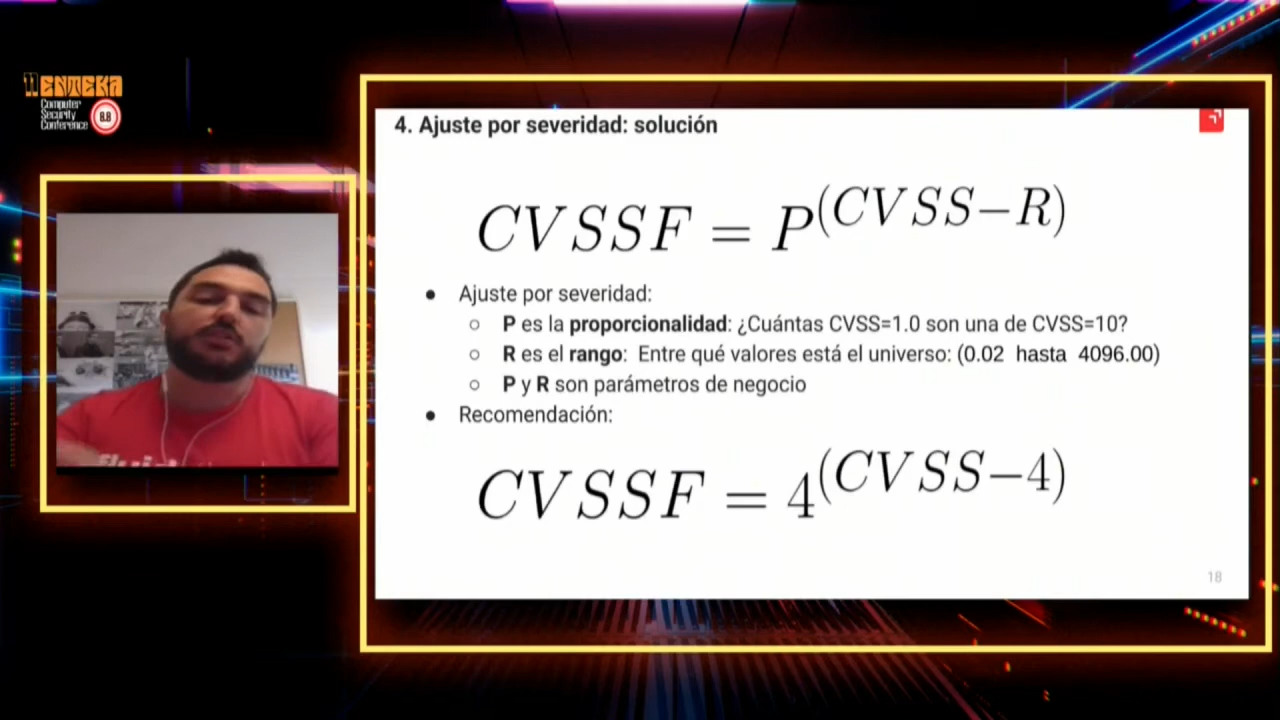 11ENTEKA
Computer
Security
Conference
8.8
4. Ajuste por severidad: solución
CVSSF = P^(CVSS−R)
● Ajuste por severidad:
○ P es la proporcionalidad: ¿Cuántas CVSS=1.0 son una de CVSS=10?
○ R es el rango: Entre qué valores está el universo: (0.02 hasta 4096.00)
○ P y R son parámetros de negocio
● Recomendación:
CVSSF = 4^(CVSS−4)
18